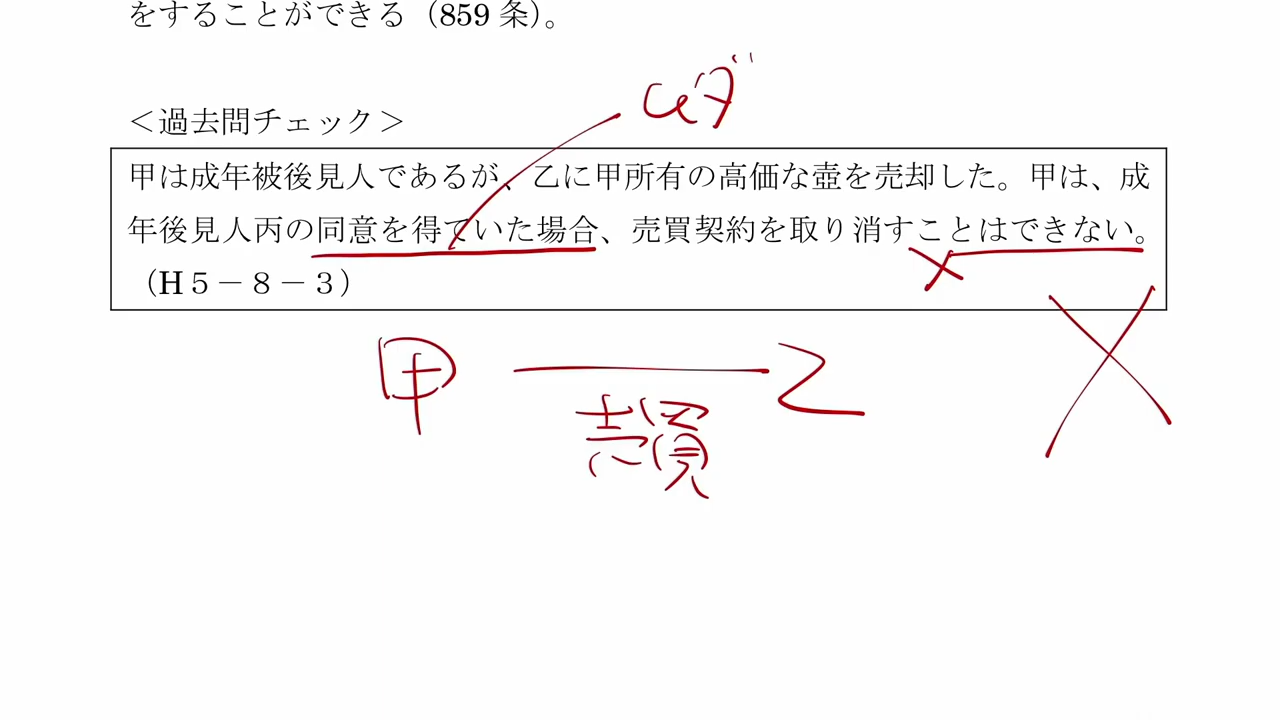 をすることができる（859 条）。
＜過去問チェック＞
甲は成年被後見人であるが、乙に甲所有の高価な壺を売却した。甲は、成
年後見人丙の同意を得ていた場合、売買契約を取り消すことはできない。
（H５－８－３）
甲
乙
売買